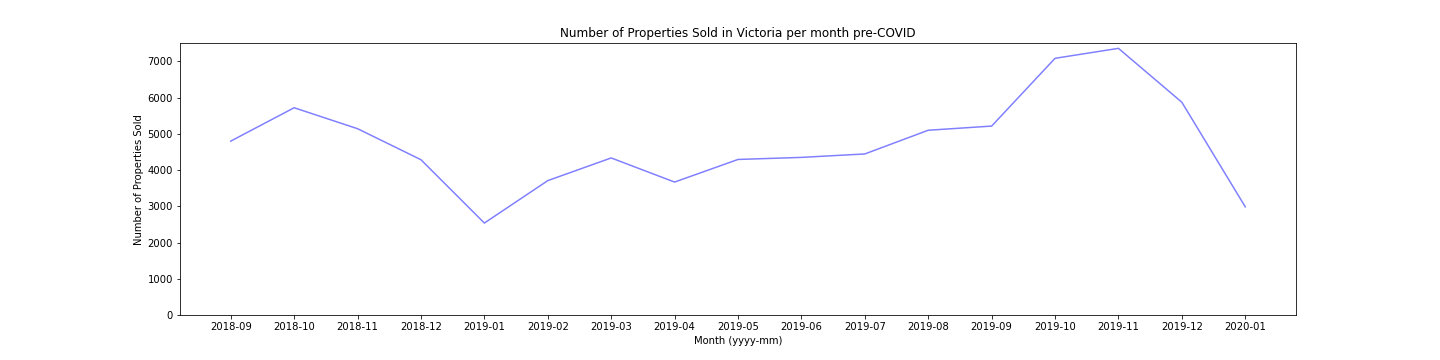 Number of Properties Sold in Victoria per month pre-COVID
Number of Properties Sold
7000
6000
5000
4000
3000
2000
1000
0
2018-09 2018-10 2018-11 2018-12 2019-01 2019-02 2019-03 2019-04 2019-05 2019-06 2019-07 2019-08 2019-09 2019-10 2019-11 2019-12 2020-01
Month (yyyy-mm)